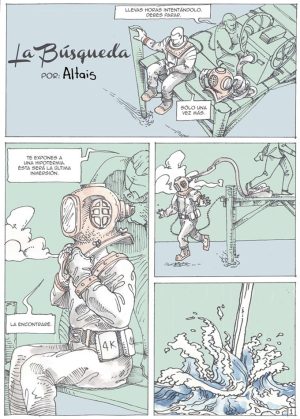 La Búsqueda
POR: Altais
LLEVAS HORAS INTENTÁNDOLO.
DEBES PARAR.
SOLO UNA
VEZ MÁS.
TE EXPONES A
UNA HIPOTERMIA.
ÉSTA SERÁ LA ÚLTIMA
INMERSIÓN.
LA ENCONTRARÉ.
4K